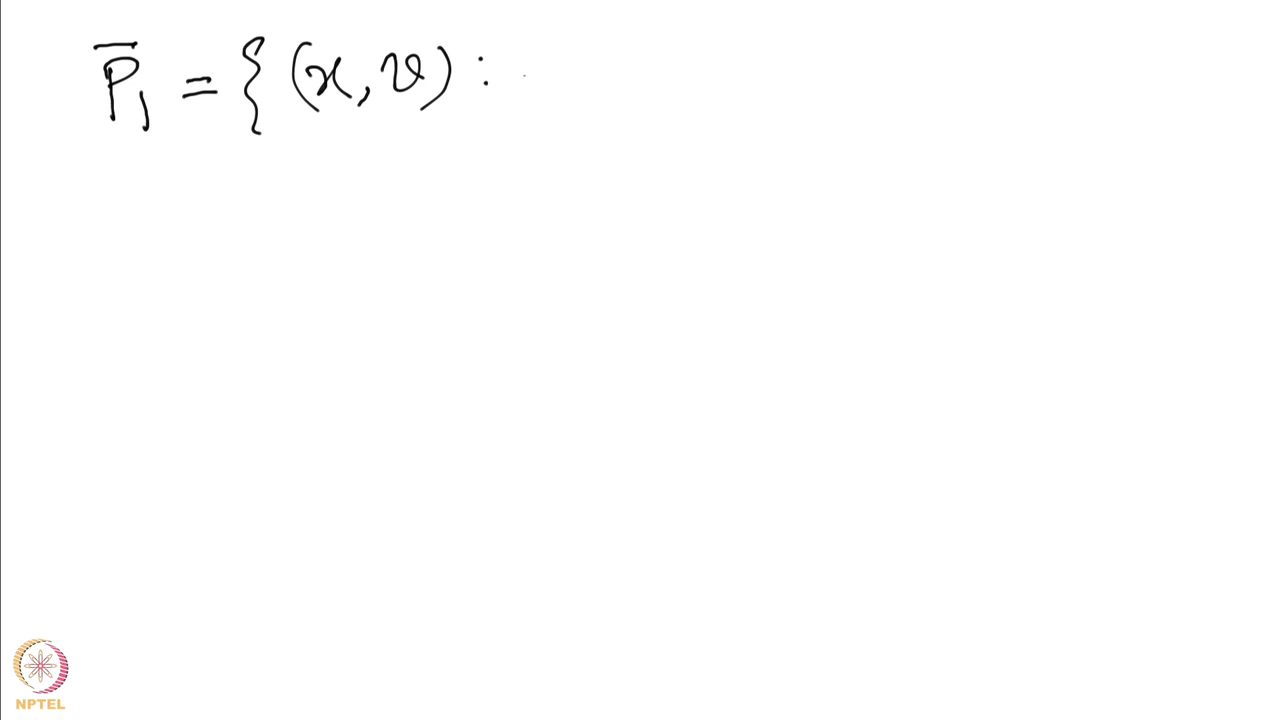 P̅₁ = { (x, v) :
NPTEL